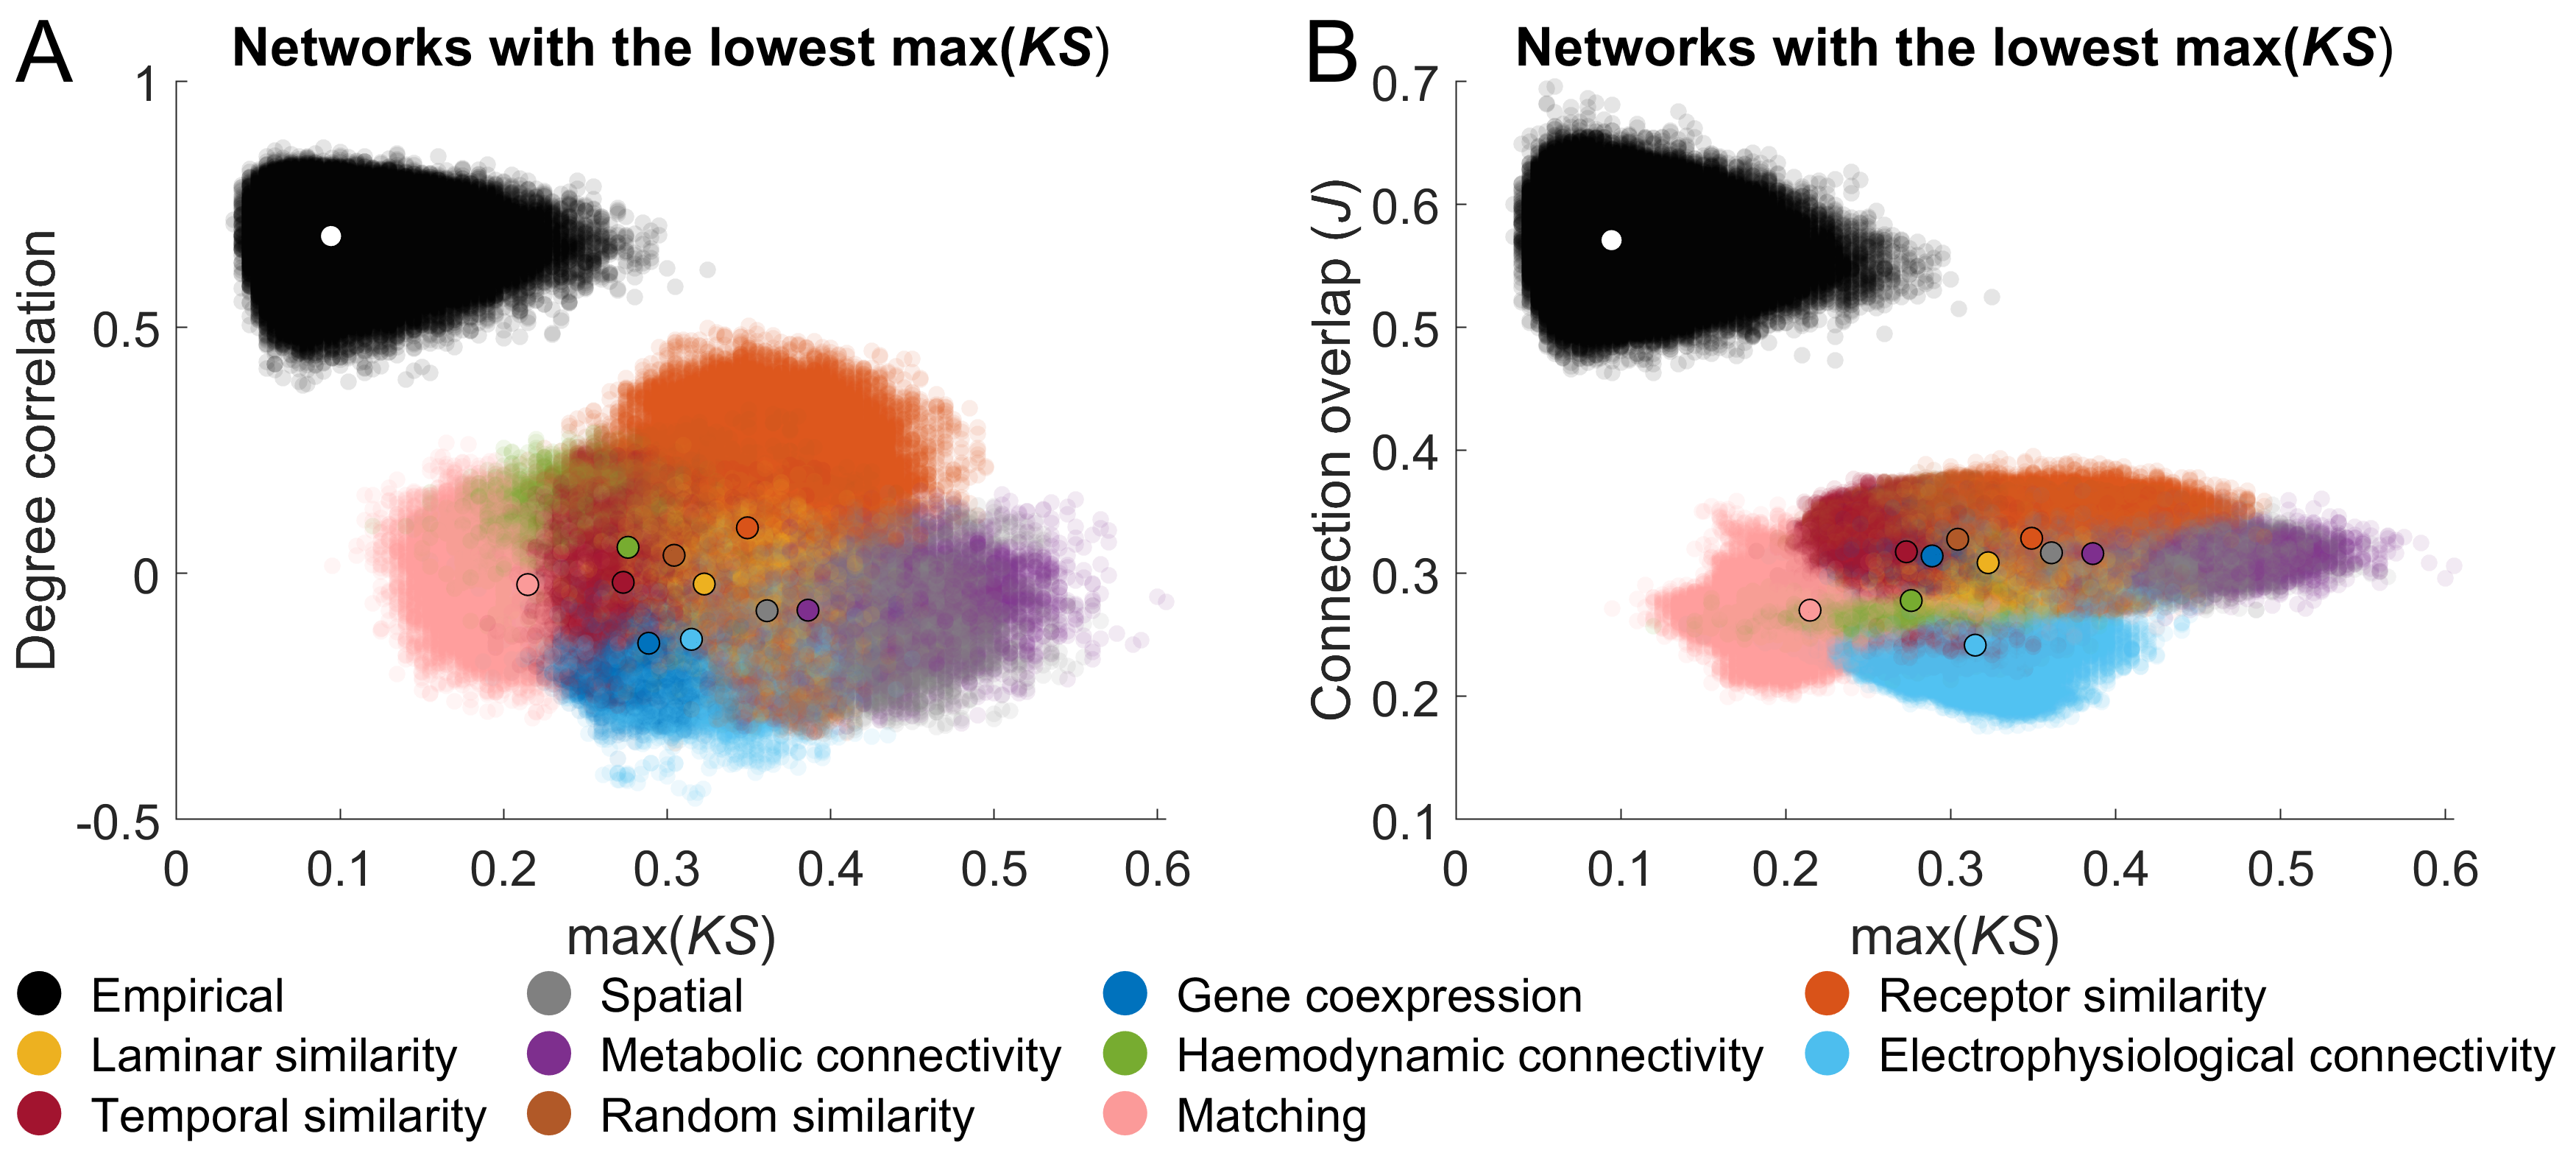 A
Networks with the lowest max(KS)
1
0.5
0
-0.5
Degree correlation
0 0.1 0.2 0.3 0.4 0.5 0.6
max(KS)
B
Networks with the lowest max(KS)
0.7
0.6
0.5
0.4
0.3
0.2
0.1
Connection overlap (J)
0 0.1 0.2 0.3 0.4 0.5 0.6
max(KS)
Empirical Spatial Gene coexpression Receptor similarity
Laminar similarity Metabolic connectivity Haemodynamic connectivity Electrophysiological connectivity
Temporal similarity Random similarity Matching